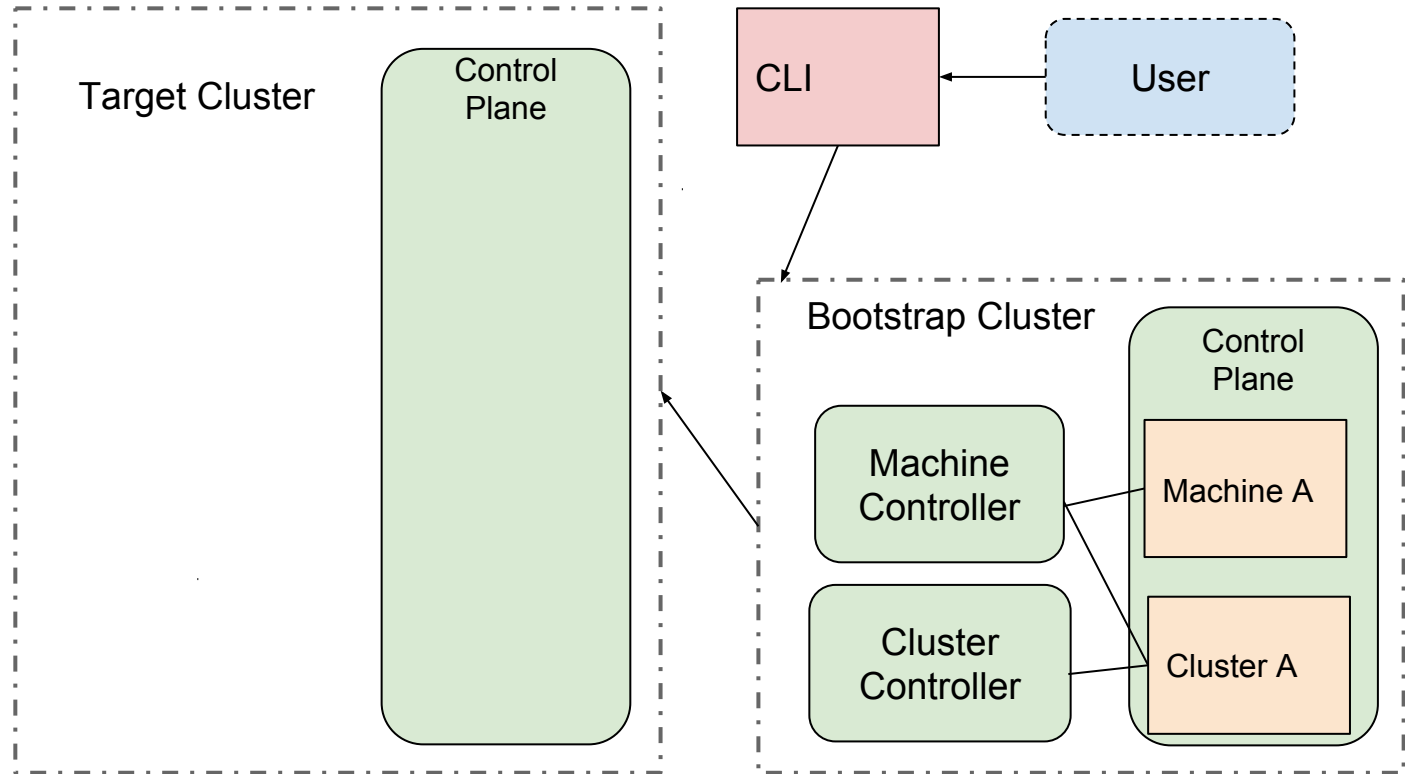 Target Cluster
Control
Plane
CLI
User
Bootstrap Cluster
Control
Plane
Machine
Controller
Machine A
Cluster
Controller
Cluster A